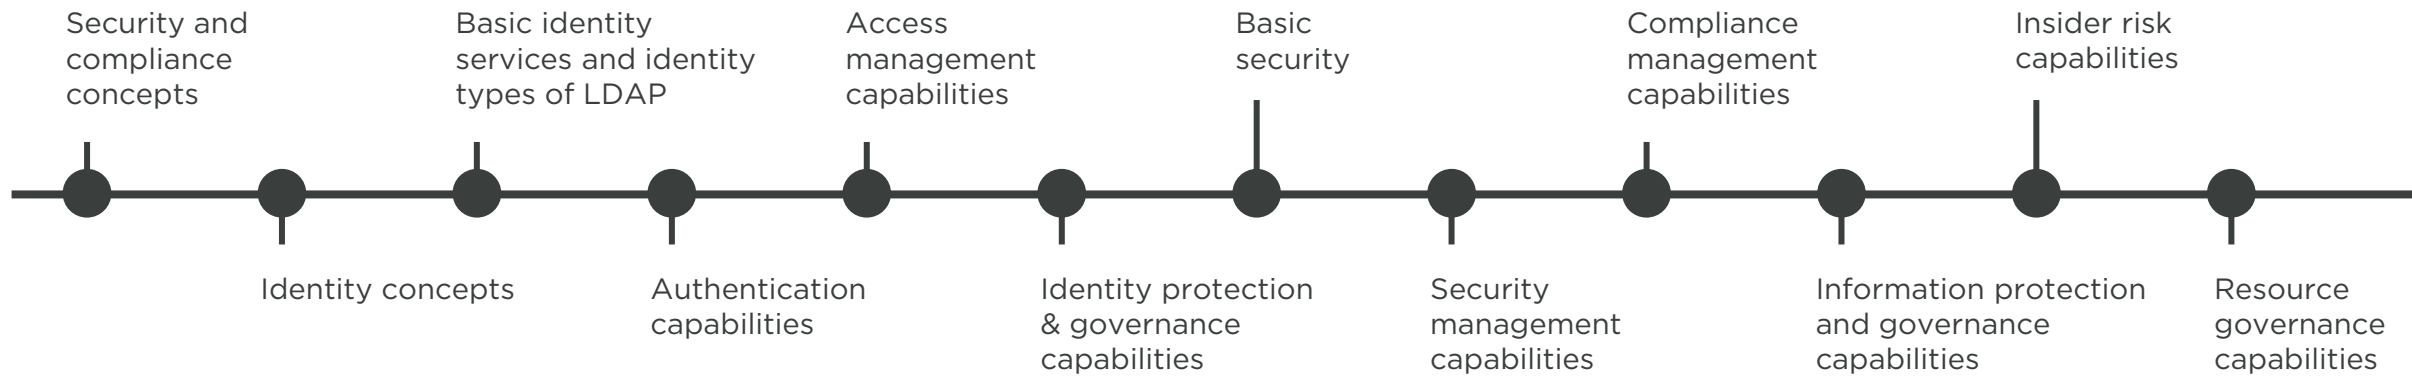 Security and
compliance
concepts
Identity concepts
Basic identity
services and identity
types of LDAP
Authentication
capabilities
Access
management
capabilities
Identity protection
& governance
capabilities
Basic
security
Security
management
capabilities
Compliance
management
capabilities
Information protection
and governance
capabilities
Insider risk
capabilities
Resource
governance
capabilities